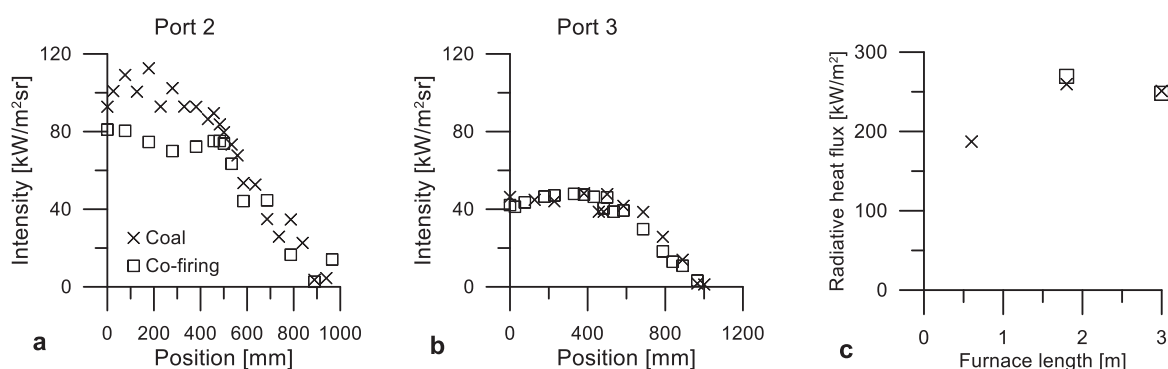 Port 2
120
80
40
0
Intensity [kW/m²sr]
Coal
Co-firing
0 200 400 600 800 1000
Position [mm]
a
Port 3
120
80
40
0
Intensity [kW/m²sr]
0 400 800 1200
Position [mm]
b
300
200
100
0
Radiative heat flux [kW/m²]
0 1 2 3
Furnace length [m]
c